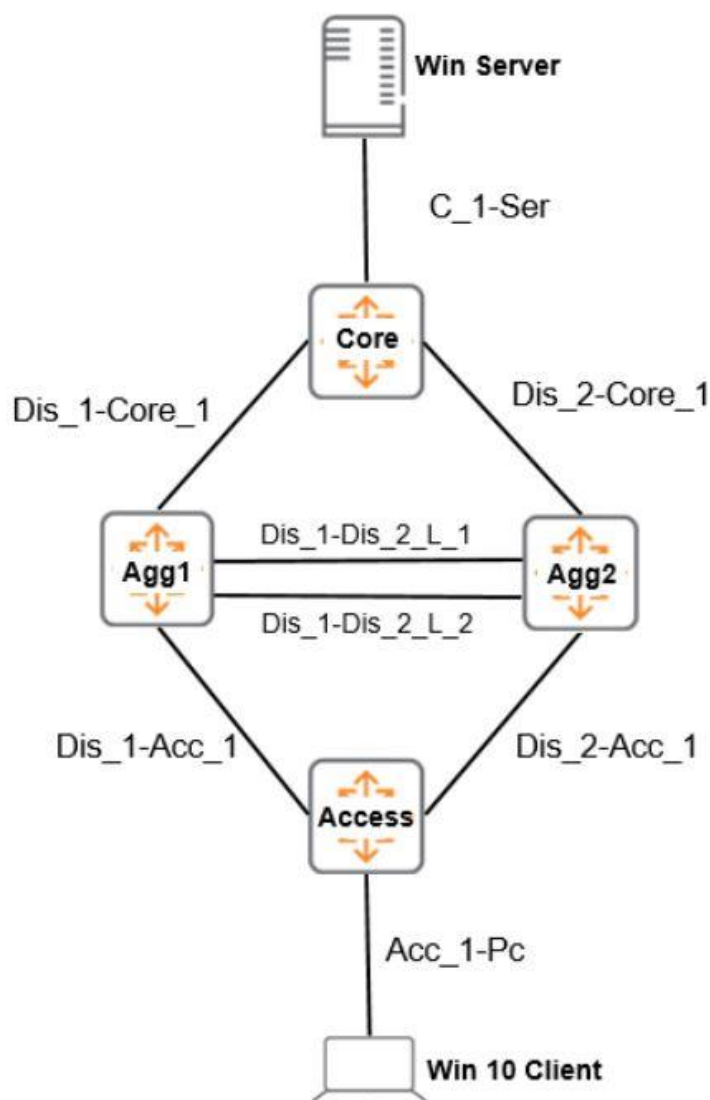 Win Server
C_1-Ser
Core
Dis_1-Core_1
Dis_2-Core_1
Dis_1-Dis_2_L_1
Agg1
Agg2
Dis_1-Dis_2_L_2
Dis_1-Acc_1
Dis_2-Acc_1
Access
Acc_1-Pc
Win 10 Client